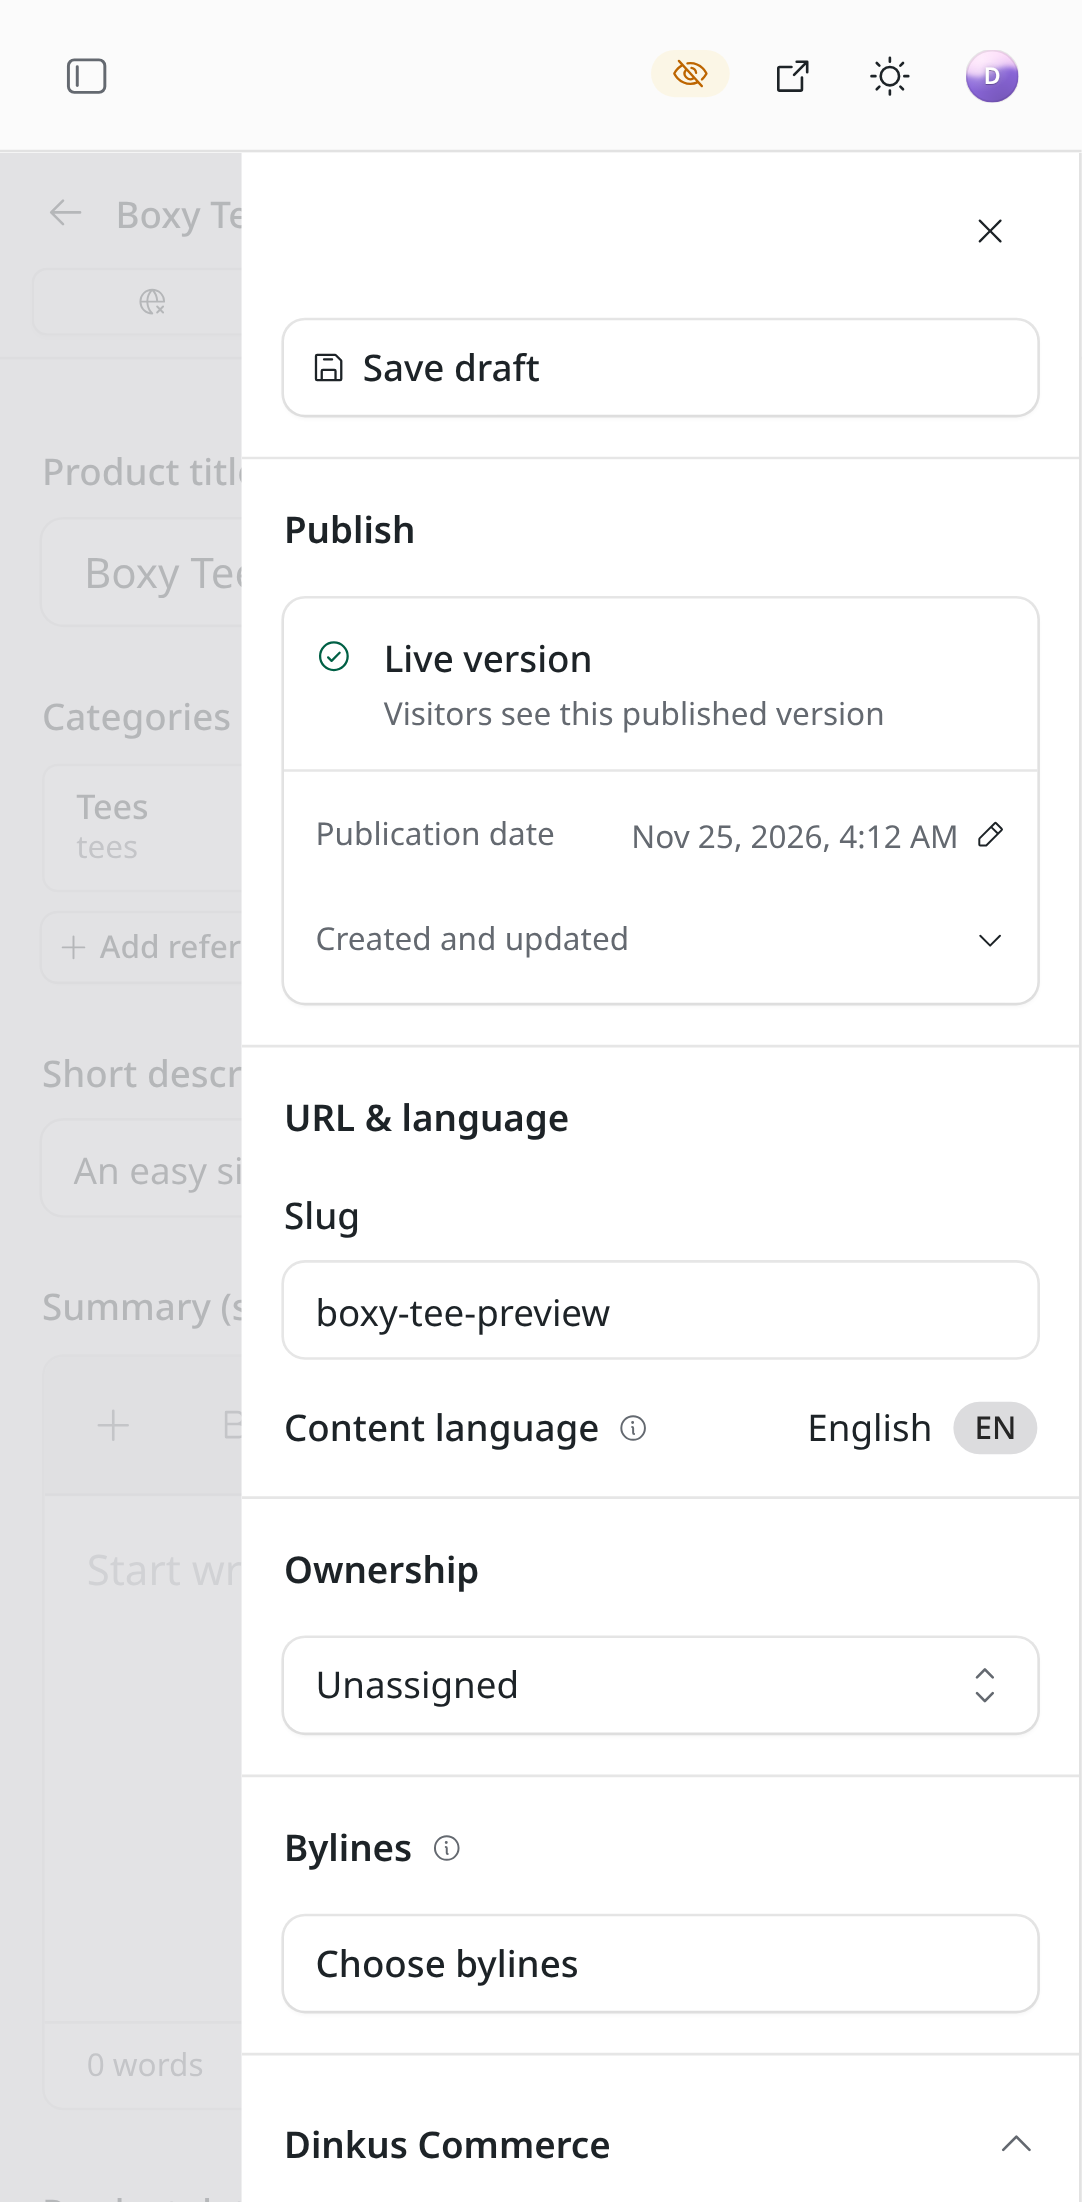 D
Boxy Te
Save draft
Product title
Publish
Boxy Tee
Live version
Visitors see this published version
Categories
Tees
tees
Publication date
Nov 25, 2026, 4:12 AM
Add refer
Created and updated
Short descr
URL & language
An easy si
Slug
boxy-tee-preview
Summary (s
Content language
English EN
B
Ownership
Start wr
Unassigned
Bylines
Choose bylines
0 words
Dinkus Commerce